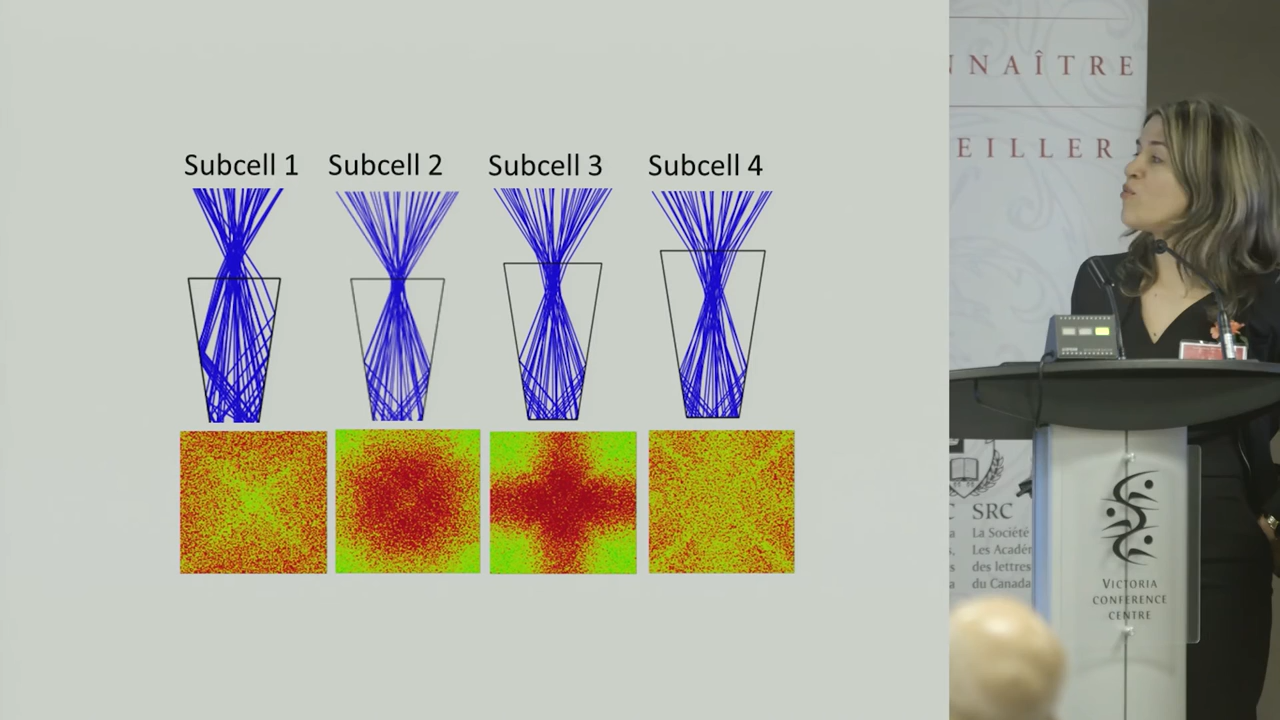 Subcell 1
Subcell 2
Subcell 3
Subcell 4
NNAÎTRE
EILLER
SRC
La Société
Les Acadé
des lettres
du Canada
VICTORIA
CONFERENCE
CENTRE